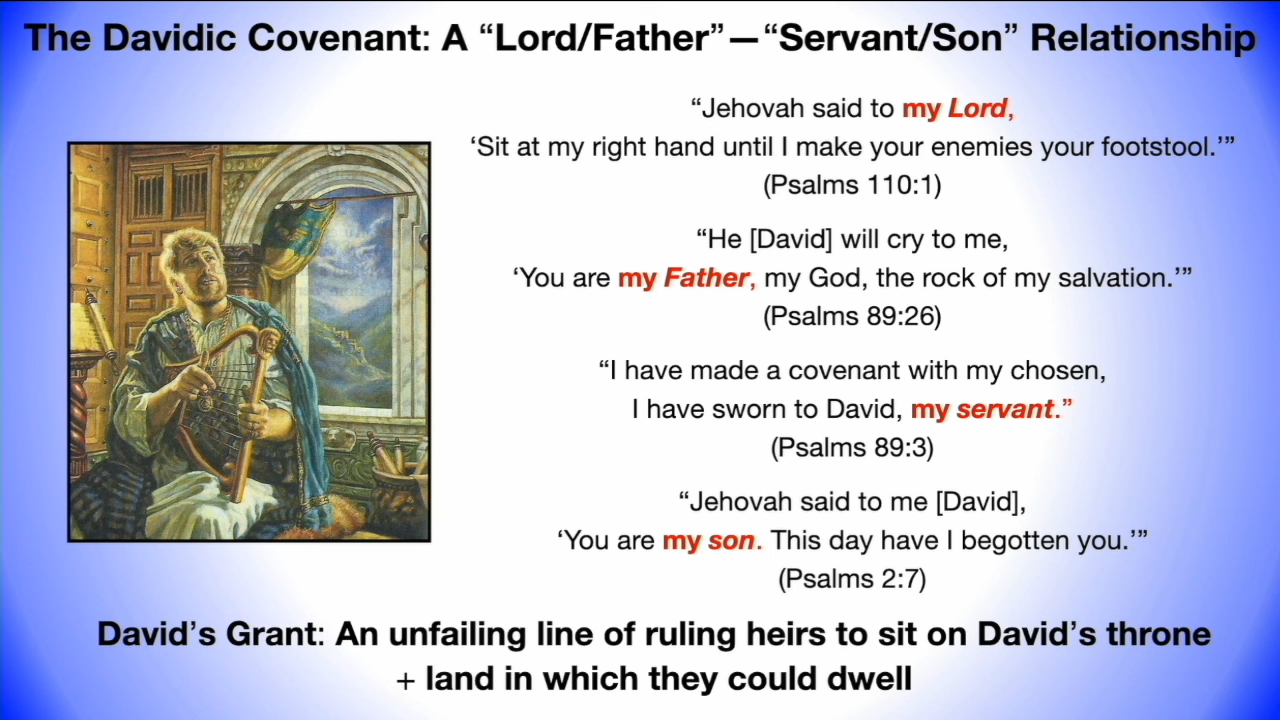 The Davidic Covenant: A “Lord/Father”—“Servant/Son” Relationship
“Jehovah said to my Lord,
‘Sit at my right hand until I make your enemies your footstool.’”
(Psalms 110:1)
“He [David] will cry to me,
‘You are my Father, my God, the rock of my salvation.’”
(Psalms 89:26)
“I have made a covenant with my chosen,
I have sworn to David, my servant.”
(Psalms 89:3)
“Jehovah said to me [David],
‘You are my son. This day have I begotten you.’”
(Psalms 2:7)
David’s Grant: An unfailing line of ruling heirs to sit on David’s throne
+ land in which they could dwell